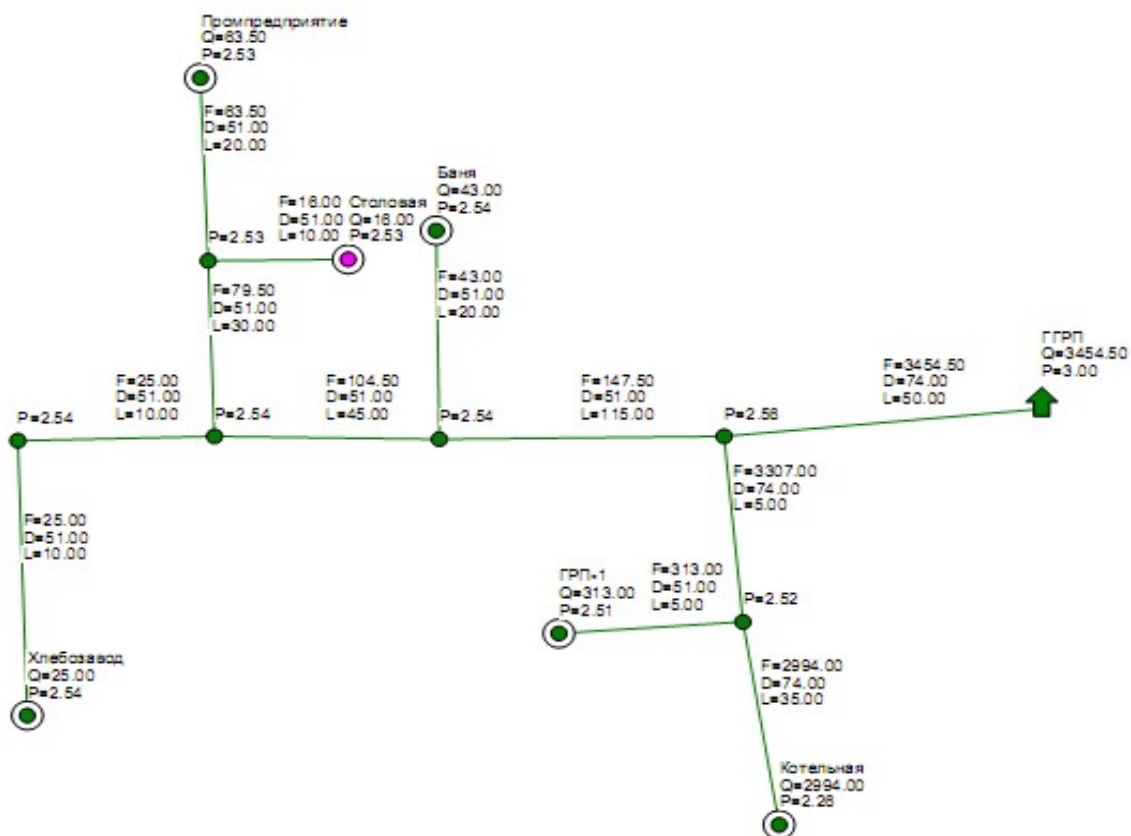 Промпредприятие
Q=63.50
P=2.53
F=63.50
D=51.00
L=20.00
Баня
Q=43.00
P=2.54
F=16.00
D=51.00
L=10.00
Столовая
Q=16.00
P=2.53
P=2.53
F=43.00
D=51.00
L=20.00
F=79.50
D=51.00
L=30.00
ГГРП
Q=3454.50
P=3.00
F=3454.50
D=74.00
L=50.00
F=25.00
D=51.00
L=10.00
F=104.50
D=51.00
L=45.00
F=147.50
D=51.00
L=115.00
P=2.54
P=2.54
P=2.54
P=2.56
F=3307.00
D=74.00
L=5.00
F=25.00
D=51.00
L=10.00
ГРП-1
Q=313.00
P=2.51
F=313.00
D=51.00
L=5.00
P=2.52
Хлебозавод
Q=25.00
P=2.54
F=2994.00
D=74.00
L=35.00
Котельная
Q=2994.00
P=2.26